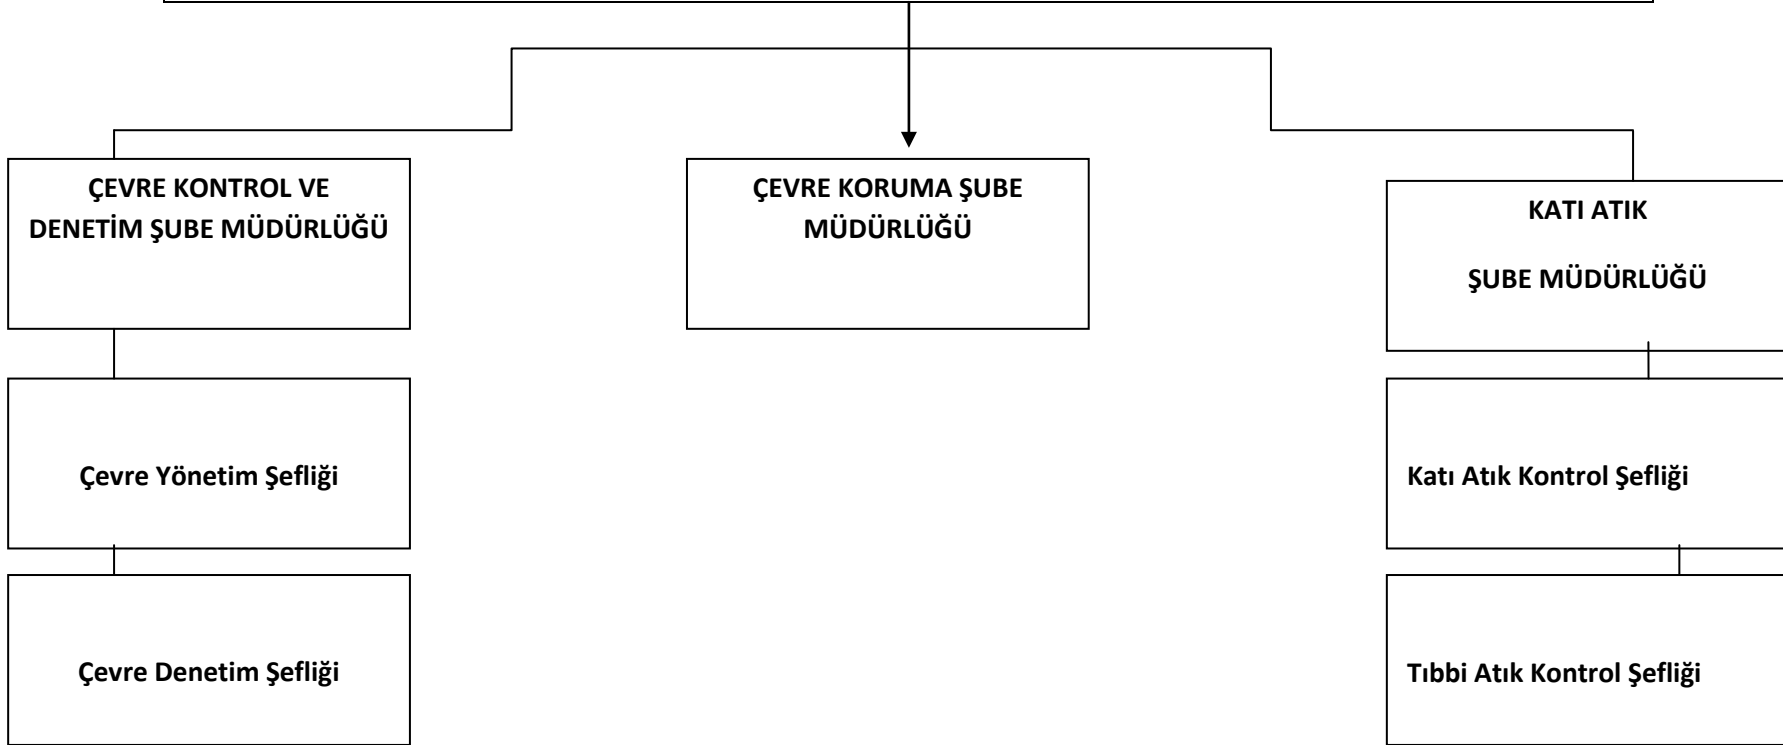 ÇEVRE KONTROL VE
DENETİM ŞUBE MÜDÜRLÜĞÜ
ÇEVRE KORUMA ŞUBE
MÜDÜRLÜĞÜ
KATI ATIK
ŞUBE MÜDÜRLÜĞÜ
Çevre Yönetim Şefliği
Katı Atık Kontrol Şefliği
Çevre Denetim Şefliği
Tıbbi Atık Kontrol Şefliği